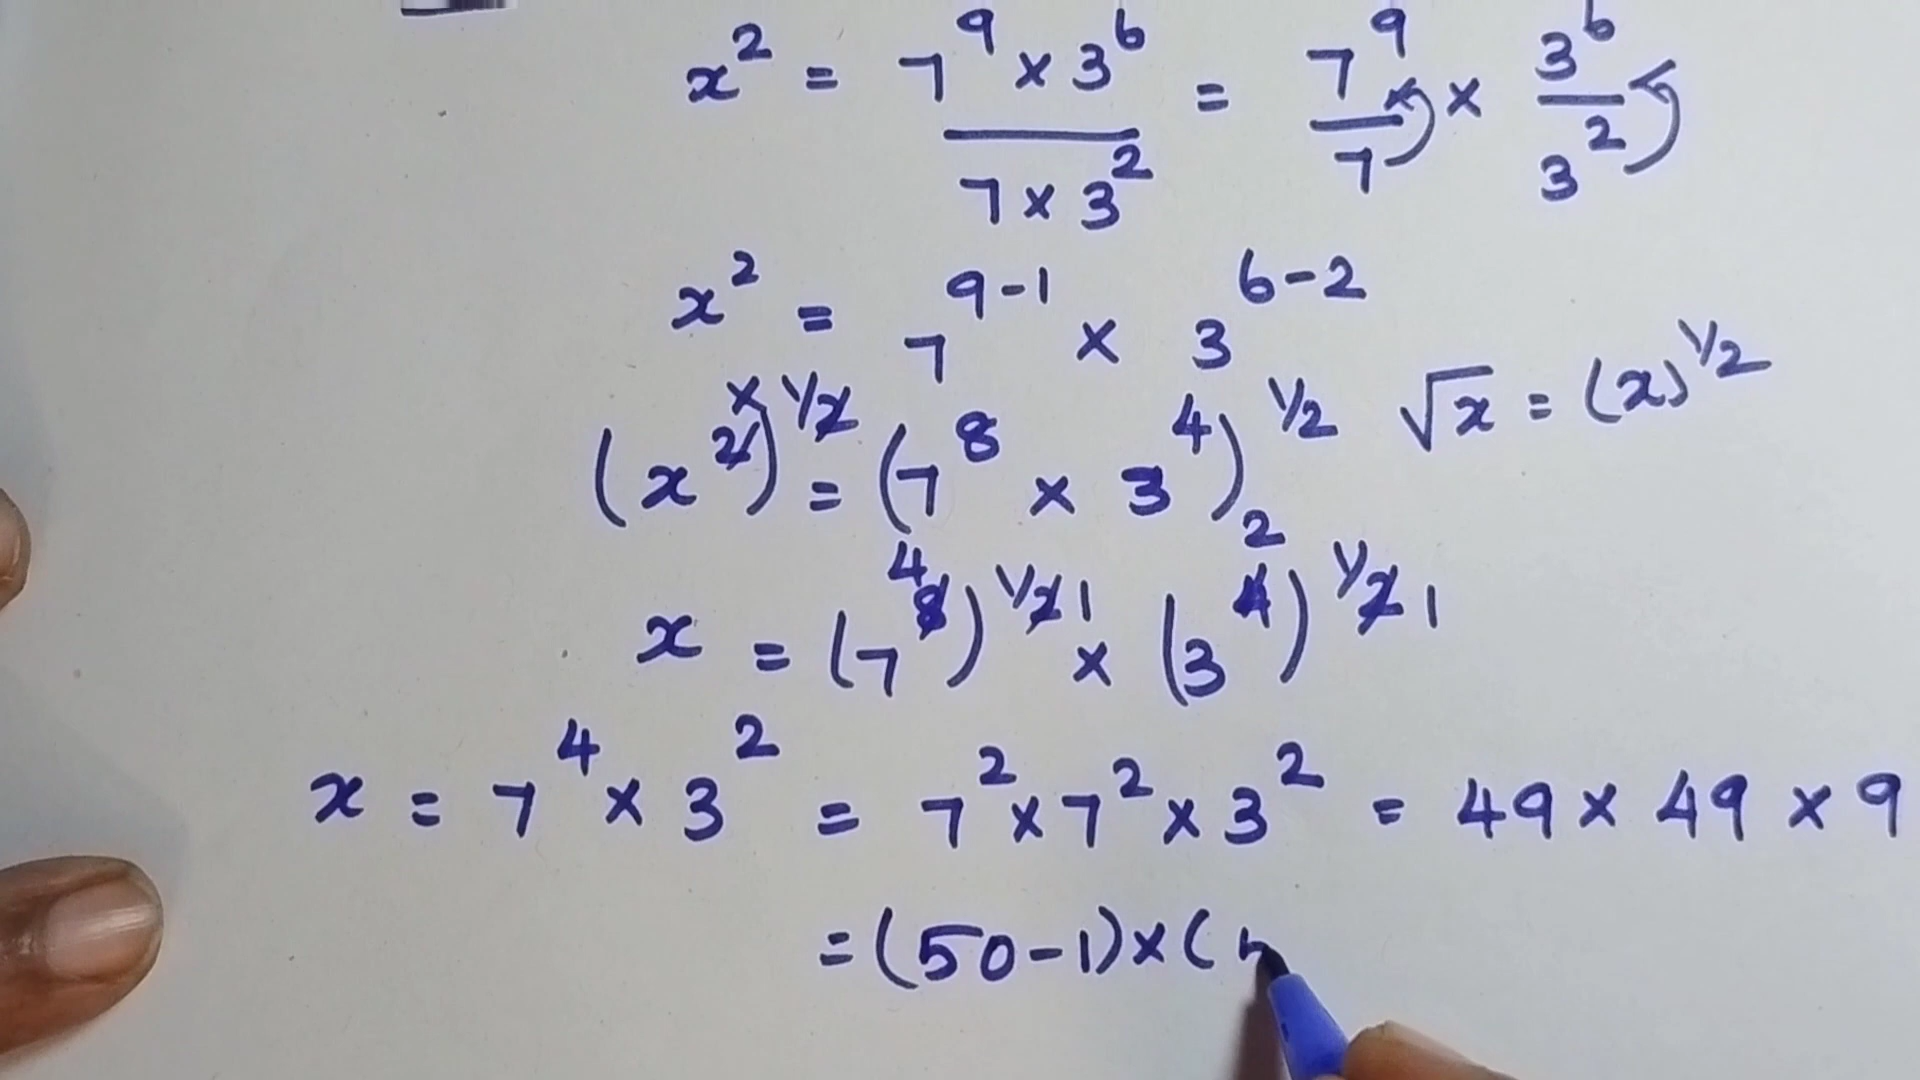 x² = 7⁹ × 3⁶ / 7 × 3² = 7⁹ / 7 × 3⁶ / 3²
x² = 7⁹⁻¹ × 3⁶⁻²
(x²)^1/2 = (7⁸ × 3⁴)^1/2 √x = (x)^1/2
x = (7⁸)^1/2 × (3⁴)^1/2
x = 7⁴ × 3² = 7² × 7² × 3² = 49 × 49 × 9
= (50 - 1) × (